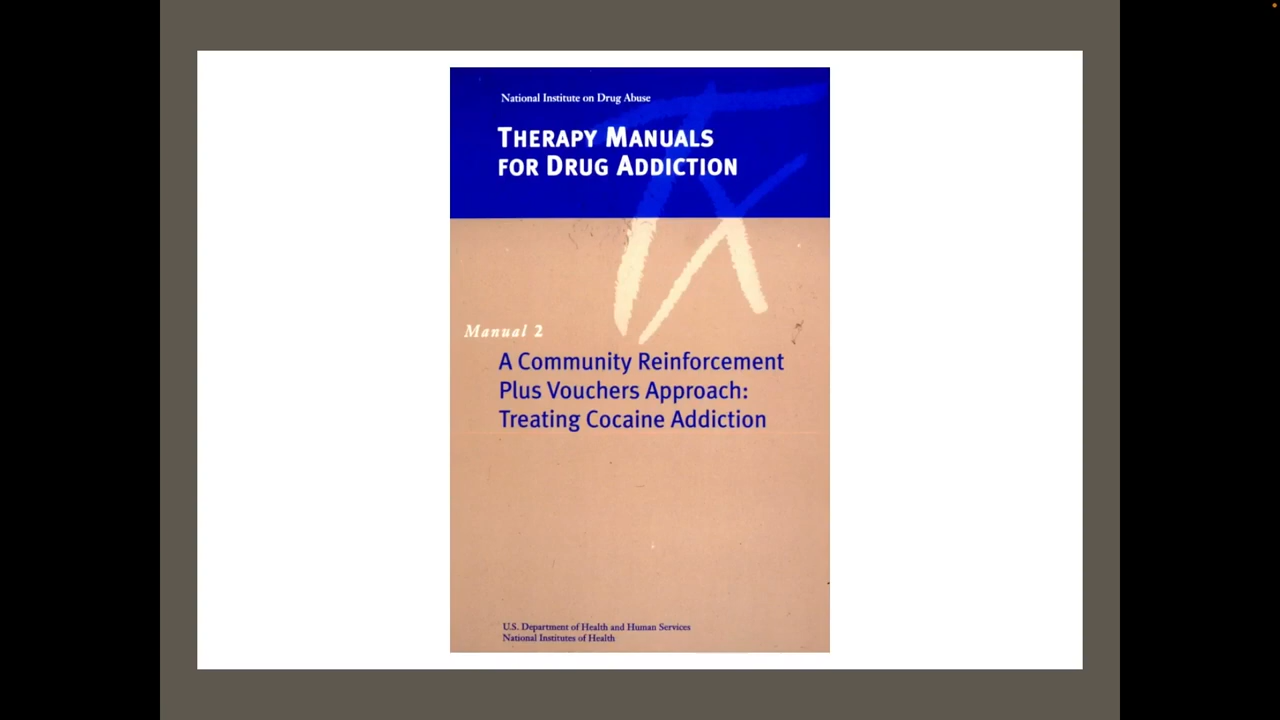 National Institute on Drug Abuse
THERAPY MANUALS
FOR DRUG ADDICTION
Manual 2
A Community Reinforcement
Plus Vouchers Approach:
Treating Cocaine Addiction
U.S. Department of Health and Human Services
National Institutes of Health